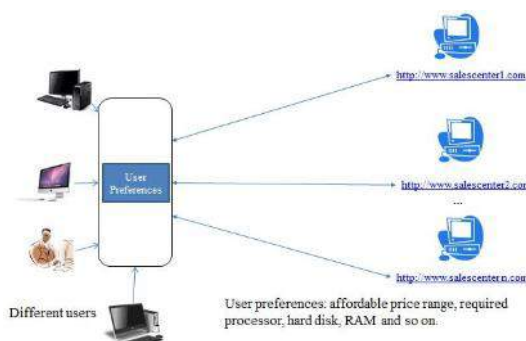 http://www.salescenter1.com
User
Preferences
http://www.salescenter2.com
...
http://www.salescentern.com
Different users
User preferences: affordable price range, required
processor, hard disk, RAM and so on.